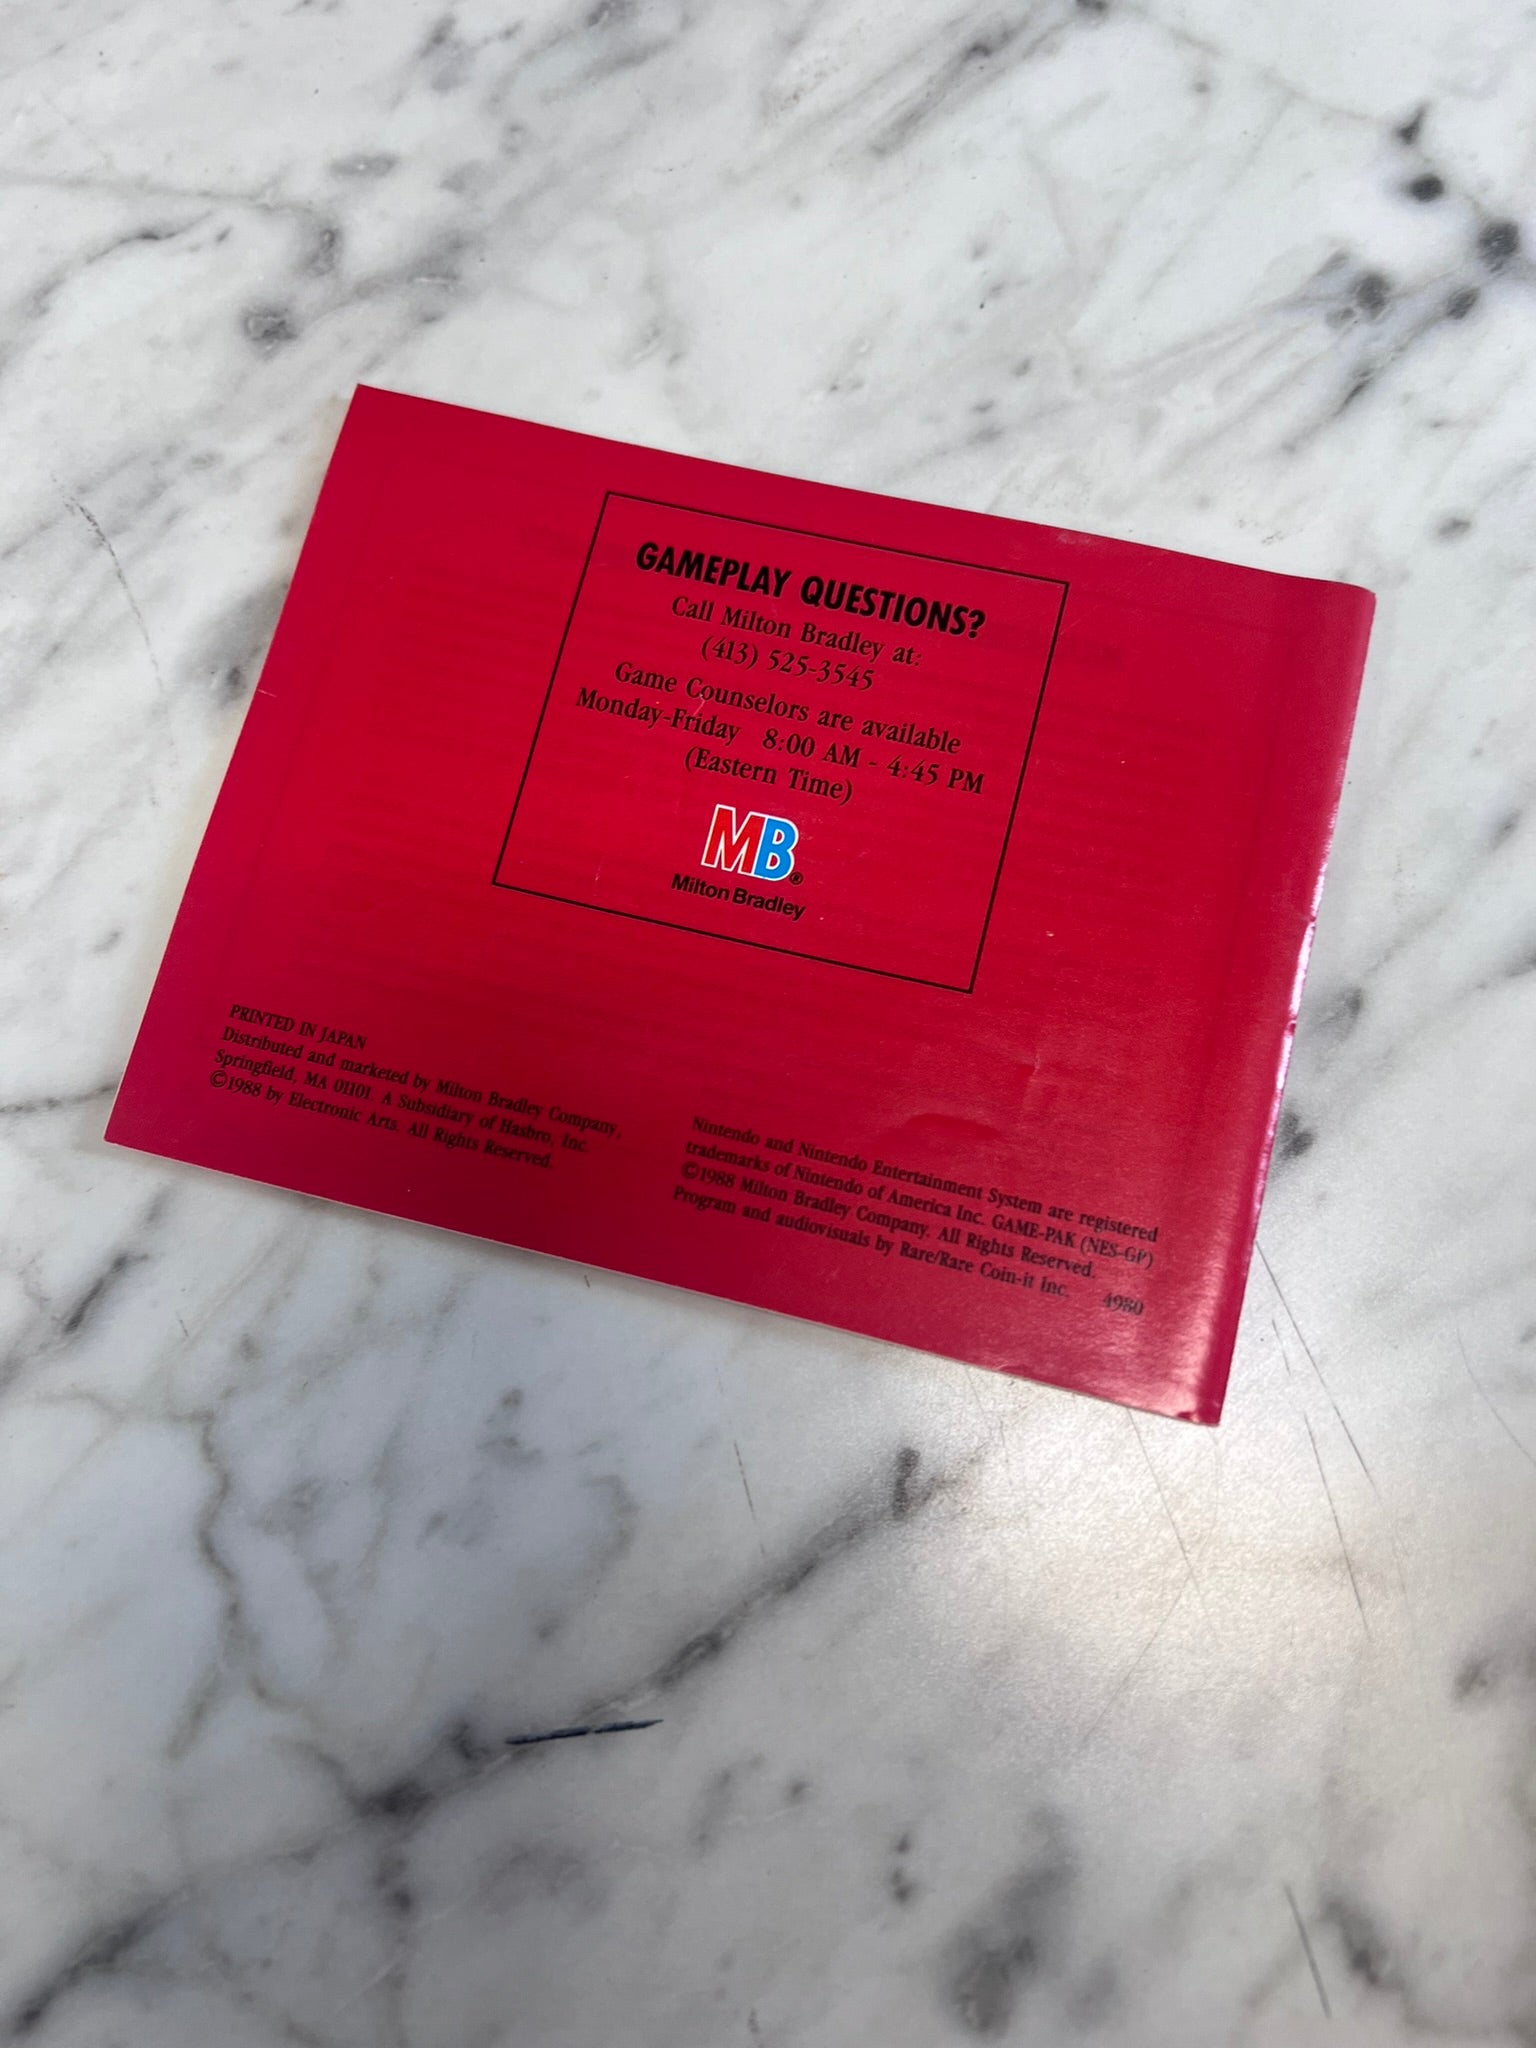 GAMEPLAY QUESTIONS?
Call Milton Bradley at:
(413) 525-3545
Game Counselors are available
Monday-Friday 8:00 AM - 4:45 PM
(Eastern Time)
MB®
Milton Bradley
PRINTED IN JAPAN
Distributed and marketed by Milton Bradley Company,
Springfield, MA 01101. A Subsidiary of Hasbro, Inc.
©1988 by Electronic Arts. All Rights Reserved.
Nintendo and Nintendo Entertainment System are registered
trademarks of Nintendo of America Inc. GAME-PAK (NES-GP)
©1988 Milton Bradley Company. All Rights Reserved.
Program and audiovisuals by Rare/Rare Coin-it Inc. 4980